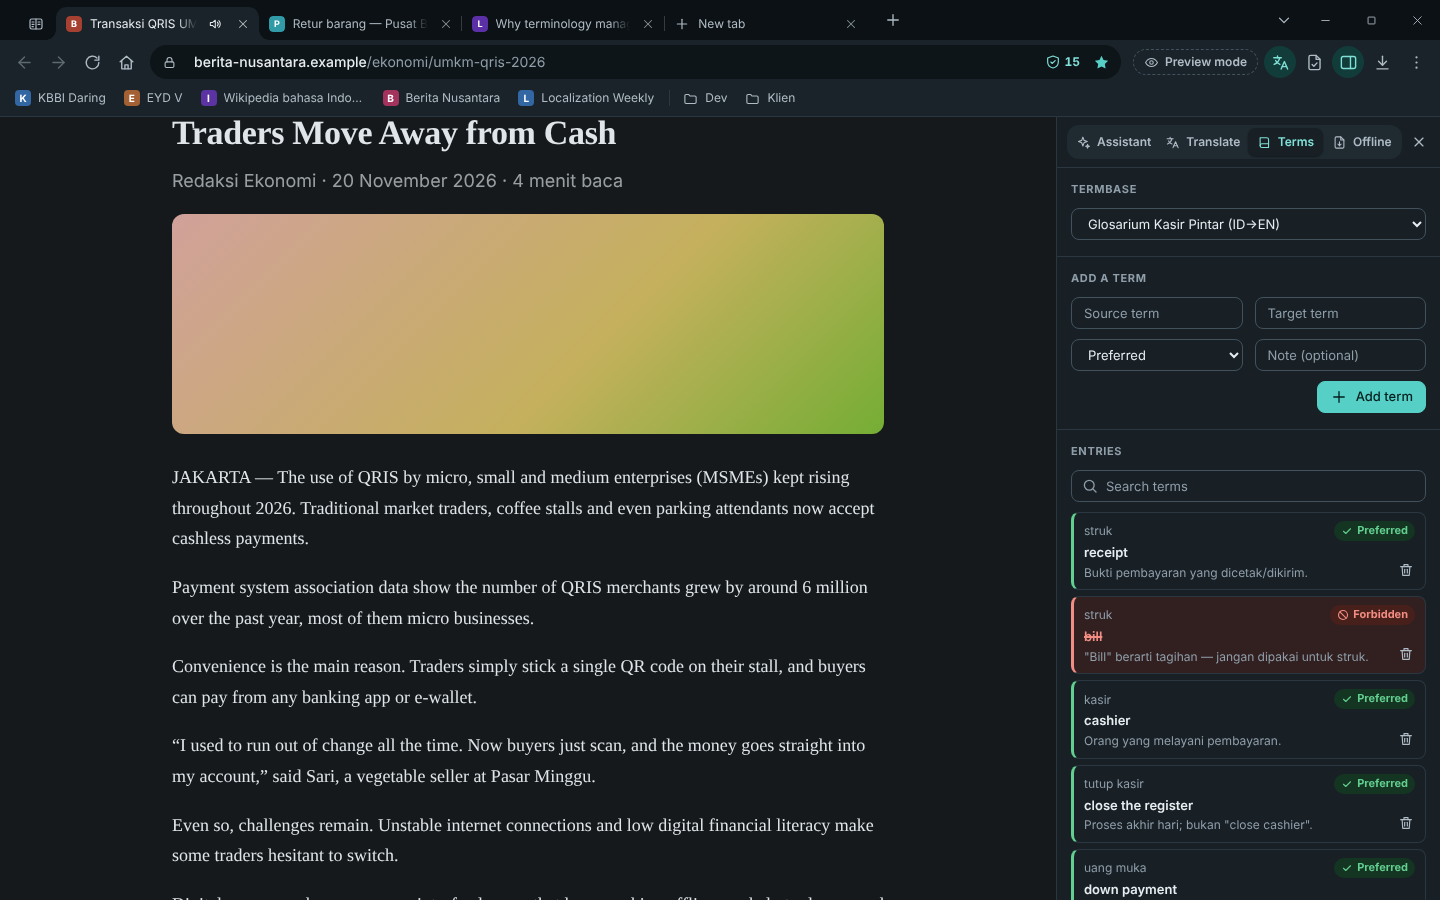 Transaksi QRIS UM
Retur barang — Pusat B
Why terminology mana
New tab
berita-nusantara.example/ekonomi/umkm-qris-2026
15
Preview mode
K KBBI Daring
E EYD V
I Wikipedia bahasa Indo...
B Berita Nusantara
L Localization Weekly
Dev
Klien
Traders Move Away from Cash
Redaksi Ekonomi · 20 November 2026 · 4 menit baca
JAKARTA — The use of QRIS by micro, small and medium enterprises (MSMEs) kept rising
throughout 2026. Traditional market traders, coffee stalls and even parking attendants now accept
cashless payments.
Payment system association data show the number of QRIS merchants grew by around 6 million
over the past year, most of them micro businesses.
Convenience is the main reason. Traders simply stick a single QR code on their stall, and buyers
can pay from any banking app or e-wallet.
“I used to run out of change all the time. Now buyers just scan, and the money goes straight into
my account,” said Sari, a vegetable seller at Pasar Minggu.
Even so, challenges remain. Unstable internet connections and low digital financial literacy make
some traders hesitant to switch.
Assistant
Translate
Terms
Offline
TERMBASE
Glosarium Kasir Pintar (ID→EN)
ADD A TERM
Source term
Target term
Preferred
Note (optional)
Add term
ENTRIES
Search terms
struk
Preferred
receipt
Bukti pembayaran yang dicetak/dikirim.
struk
Forbidden
bill
"Bill" berarti tagihan — jangan dipakai untuk struk.
kasir
Preferred
cashier
Orang yang melayani pembayaran.
tutup kasir
Preferred
close the register
Proses akhir hari; bukan "close cashier".
uang muka
Preferred
down payment